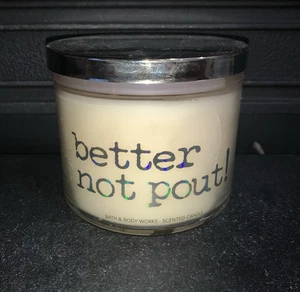 better
not pout!
BATH & BODY WORKS · SCENTED CANDLE